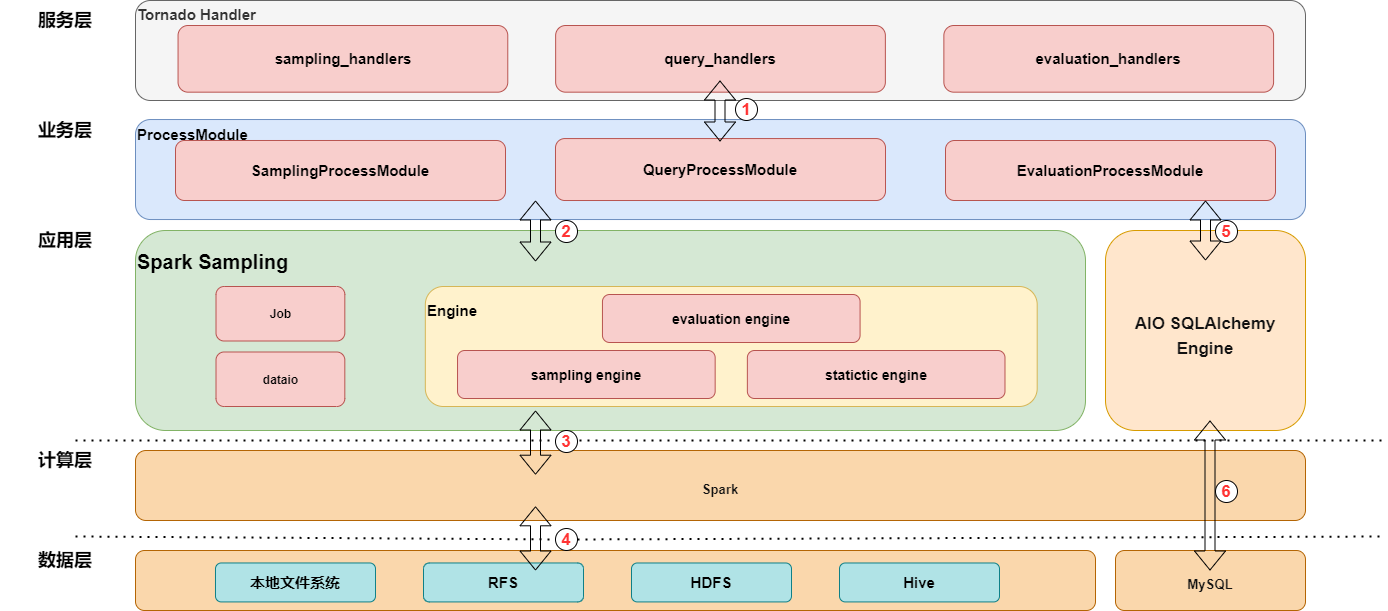 服务层
Tornado Handler
sampling_handlers
query_handlers
evaluation_handlers
1
业务层
ProcessModule
SamplingProcessModule
QueryProcessModule
EvaluationProcessModule
2
5
应用层
Spark Sampling
Job
dataio
Engine
evaluation engine
sampling engine
statictic engine
AIO SQLAlchemy
Engine
3
计算层
Spark
6
4
数据层
本地文件系统
RFS
HDFS
Hive
MySQL